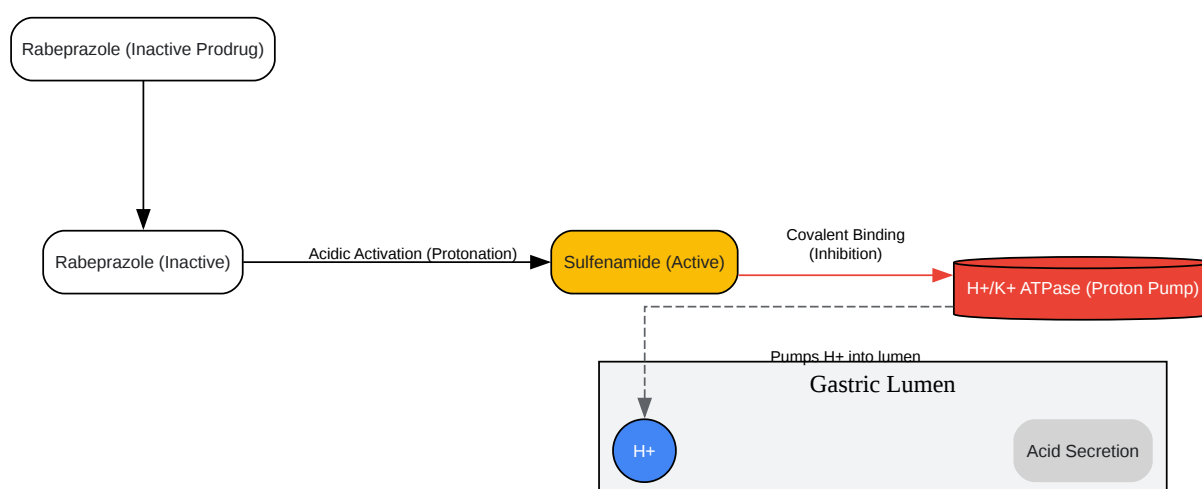 Rabeprazole (Inactive Prodrug)
Rabeprazole (Inactive)
Acidic Activation (Protonation)
Sulfenamide (Active)
Covalent Binding
(Inhibition)
H+/K+ ATPase (Proton Pump)
Pumps H+ into lumen
Gastric Lumen
H+
Acid Secretion